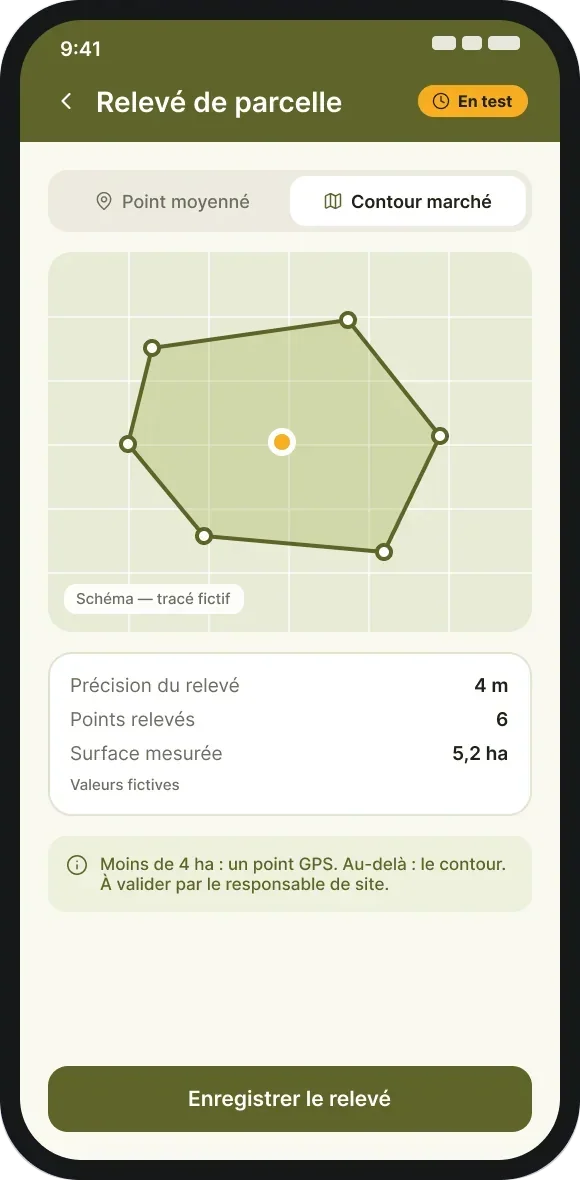 9:41
Relevé de parcelle
En test
Point moyenné
Contour marché
Schéma — tracé fictif
Précision du relevé 4 m
Points relevés 6
Surface mesurée 5,2 ha
Valeurs fictives
Moins de 4 ha : un point GPS. Au-delà : le contour.
À valider par le responsable de site.
Enregistrer le relevé